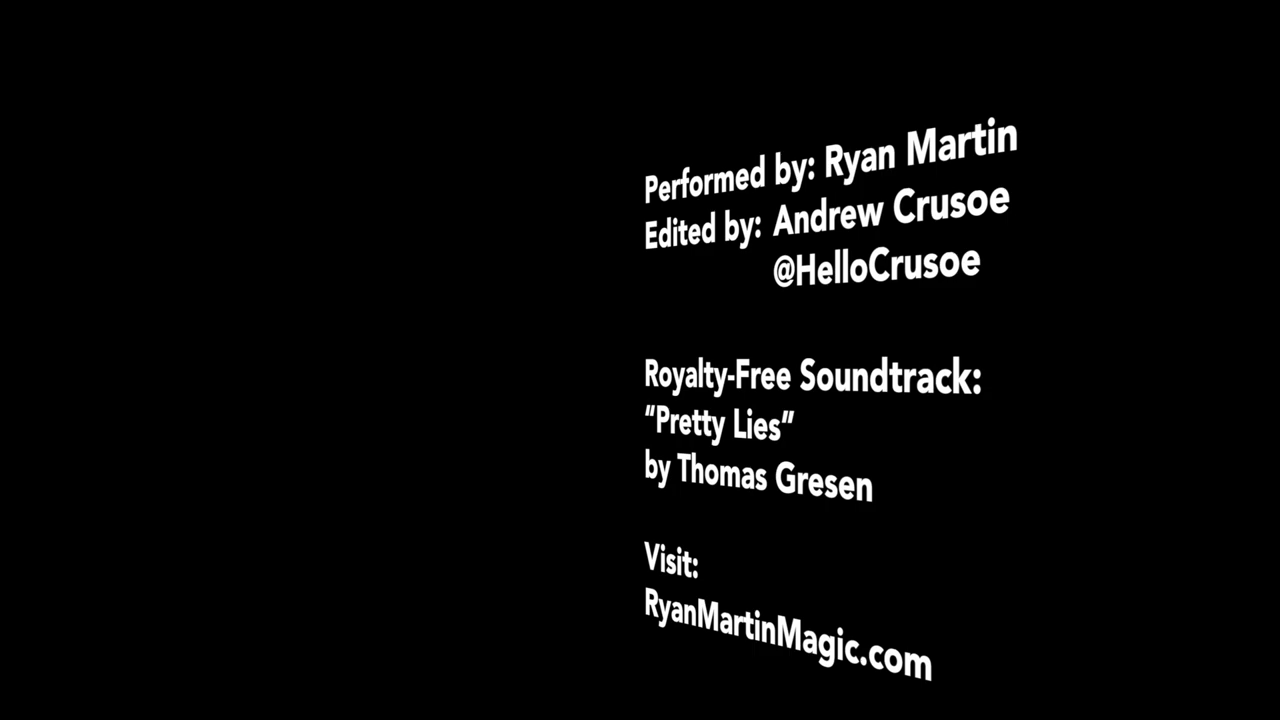 Performed by: Ryan Martin
Edited by: Andrew Crusoe
@HelloCrusoe
Royalty-Free Soundtrack:
“Pretty Lies”
by Thomas Gresen
Visit:
RyanMartinMagic.com